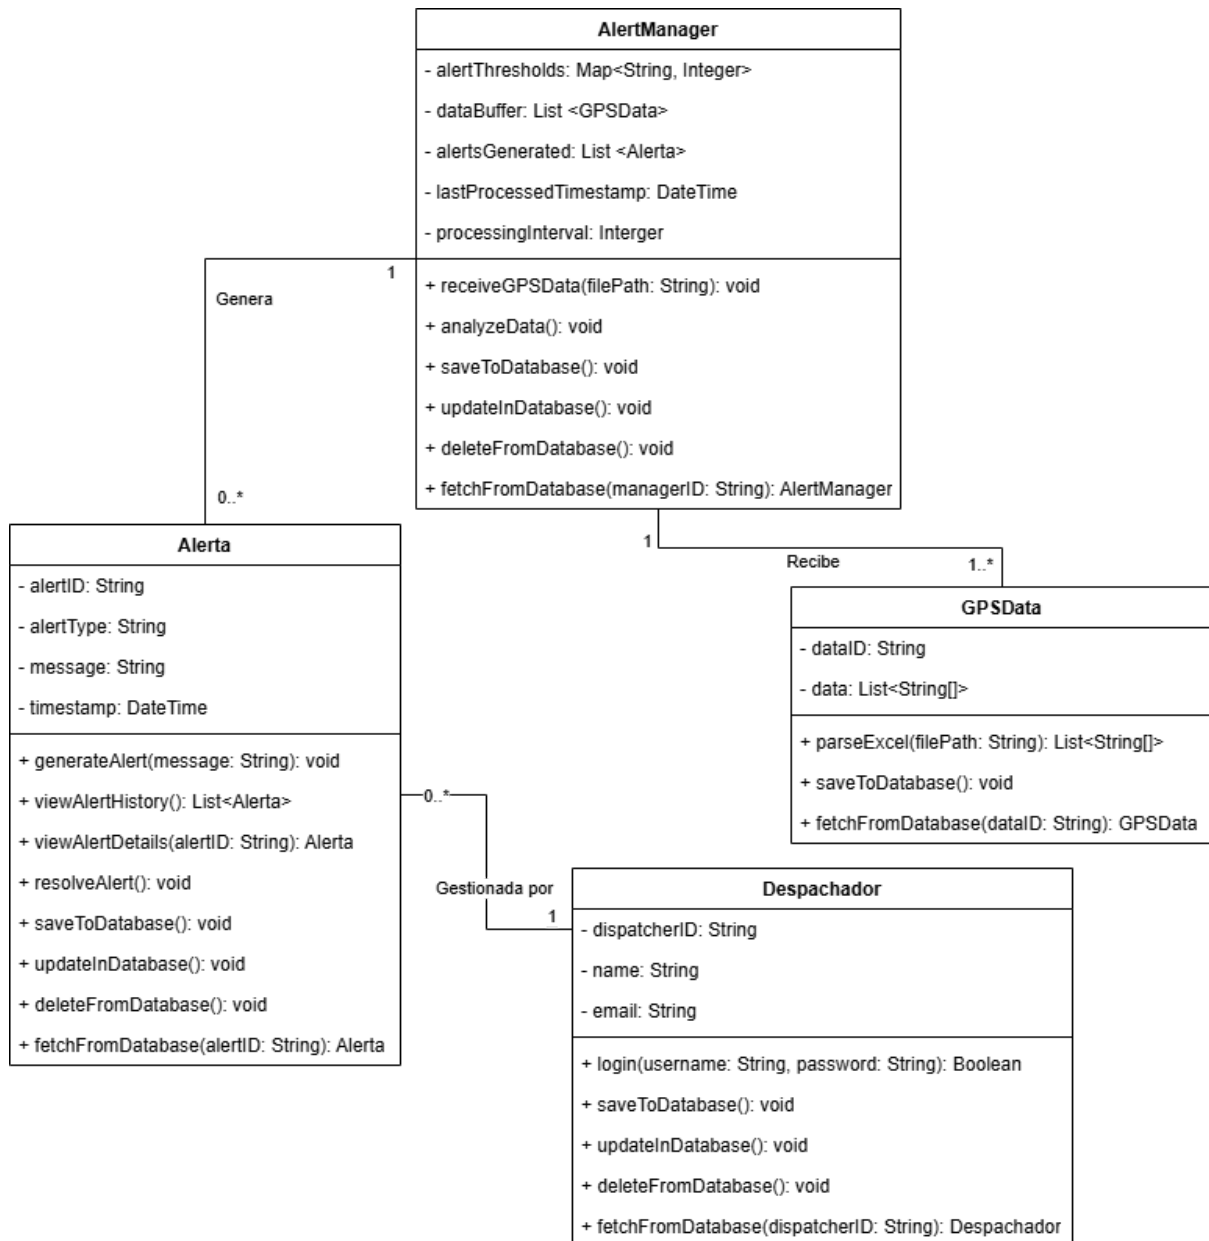 AlertManager
- alertThresholds: Map<String, Integer>
- dataBuffer: List <GPSData>
- alertsGenerated: List <Alerta>
- lastProcessedTimestamp: DateTime
- processingInterval: Interger
+ receiveGPSData(filePath: String): void
+ analyzeData(): void
+ saveToDatabase(): void
+ updateInDatabase(): void
+ deleteFromDatabase(): void
+ fetchFromDatabase(managerID: String): AlertManager
1
Genera
0..*
1
Recibe
1..*
Alerta
- alertID: String
- alertType: String
- message: String
- timestamp: DateTime
+ generateAlert(message: String): void
+ viewAlertHistory(): List<Alerta>
+ viewAlertDetails(alertID: String): Alerta
+ resolveAlert(): void
+ saveToDatabase(): void
+ updateInDatabase(): void
+ deleteFromDatabase(): void
+ fetchFromDatabase(alertID: String): Alerta
GPSData
- dataID: String
- data: List<String[]>
+ parseExcel(filePath: String): List<String[]>
+ saveToDatabase(): void
+ fetchFromDatabase(dataID: String): GPSData
0..*
Gestionada por
1
Despachador
- dispatcherID: String
- name: String
- email: String
+ login(username: String, password: String): Boolean
+ saveToDatabase(): void
+ updateInDatabase(): void
+ deleteFromDatabase(): void
+ fetchFromDatabase(dispatcherID: String): Despachador